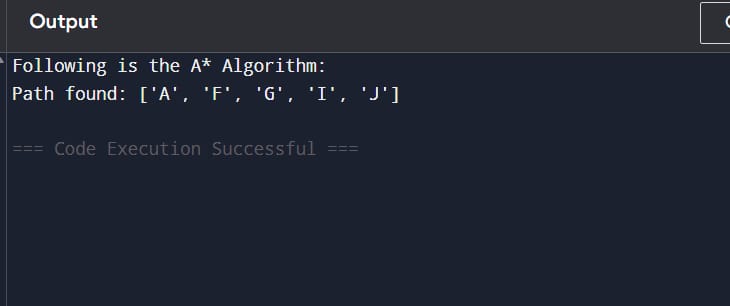 Output
Following is the A* Algorithm:
Path found: ['A', 'F', 'G', 'I', 'J']
=== Code Execution Successful ===